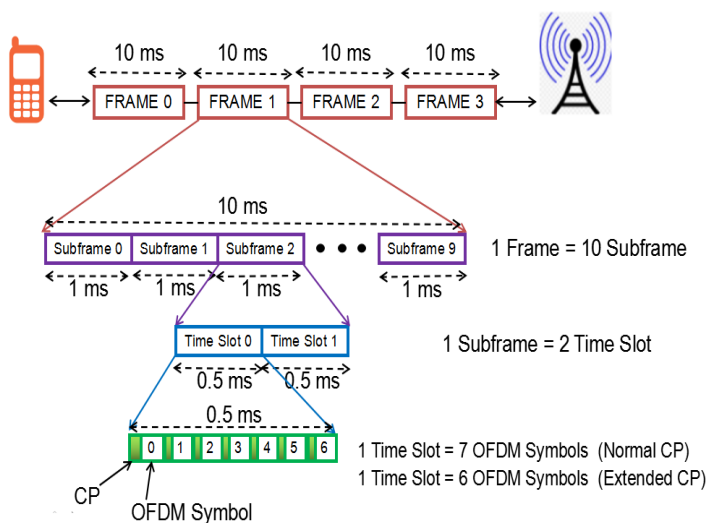 10 ms 10 ms 10 ms 10 ms
FRAME 0 FRAME 1 FRAME 2 FRAME 3
10 ms
Subframe 0 Subframe 1 Subframe 2 Subframe 9 1 Frame = 10 Subframe
1 ms 1 ms 1 ms 1 ms
Time Slot 0 Time Slot 1 1 Subframe = 2 Time Slot
0.5 ms 0.5 ms
0.5 ms
0 1 2 3 4 5 6 1 Time Slot = 7 OFDM Symbols (Normal CP)
1 Time Slot = 6 OFDM Symbols (Extended CP)
CP
OFDM Symbol